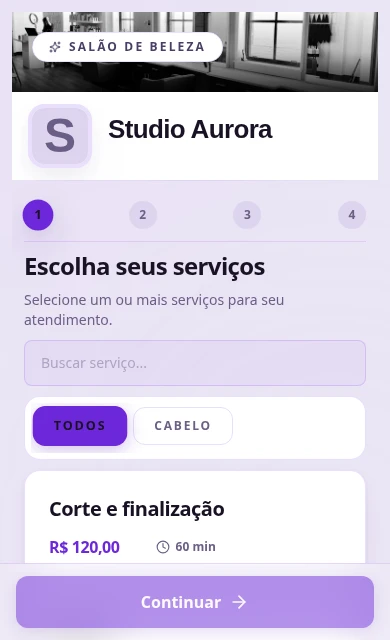 SALÃO DE BELEZA
S
Studio Aurora
1 2 3 4
Escolha seus serviços
Selecione um ou mais serviços para seu
atendimento.
Buscar serviço...
TODOS CABELO
Corte e finalização
R$ 120,00 60 min
Continuar